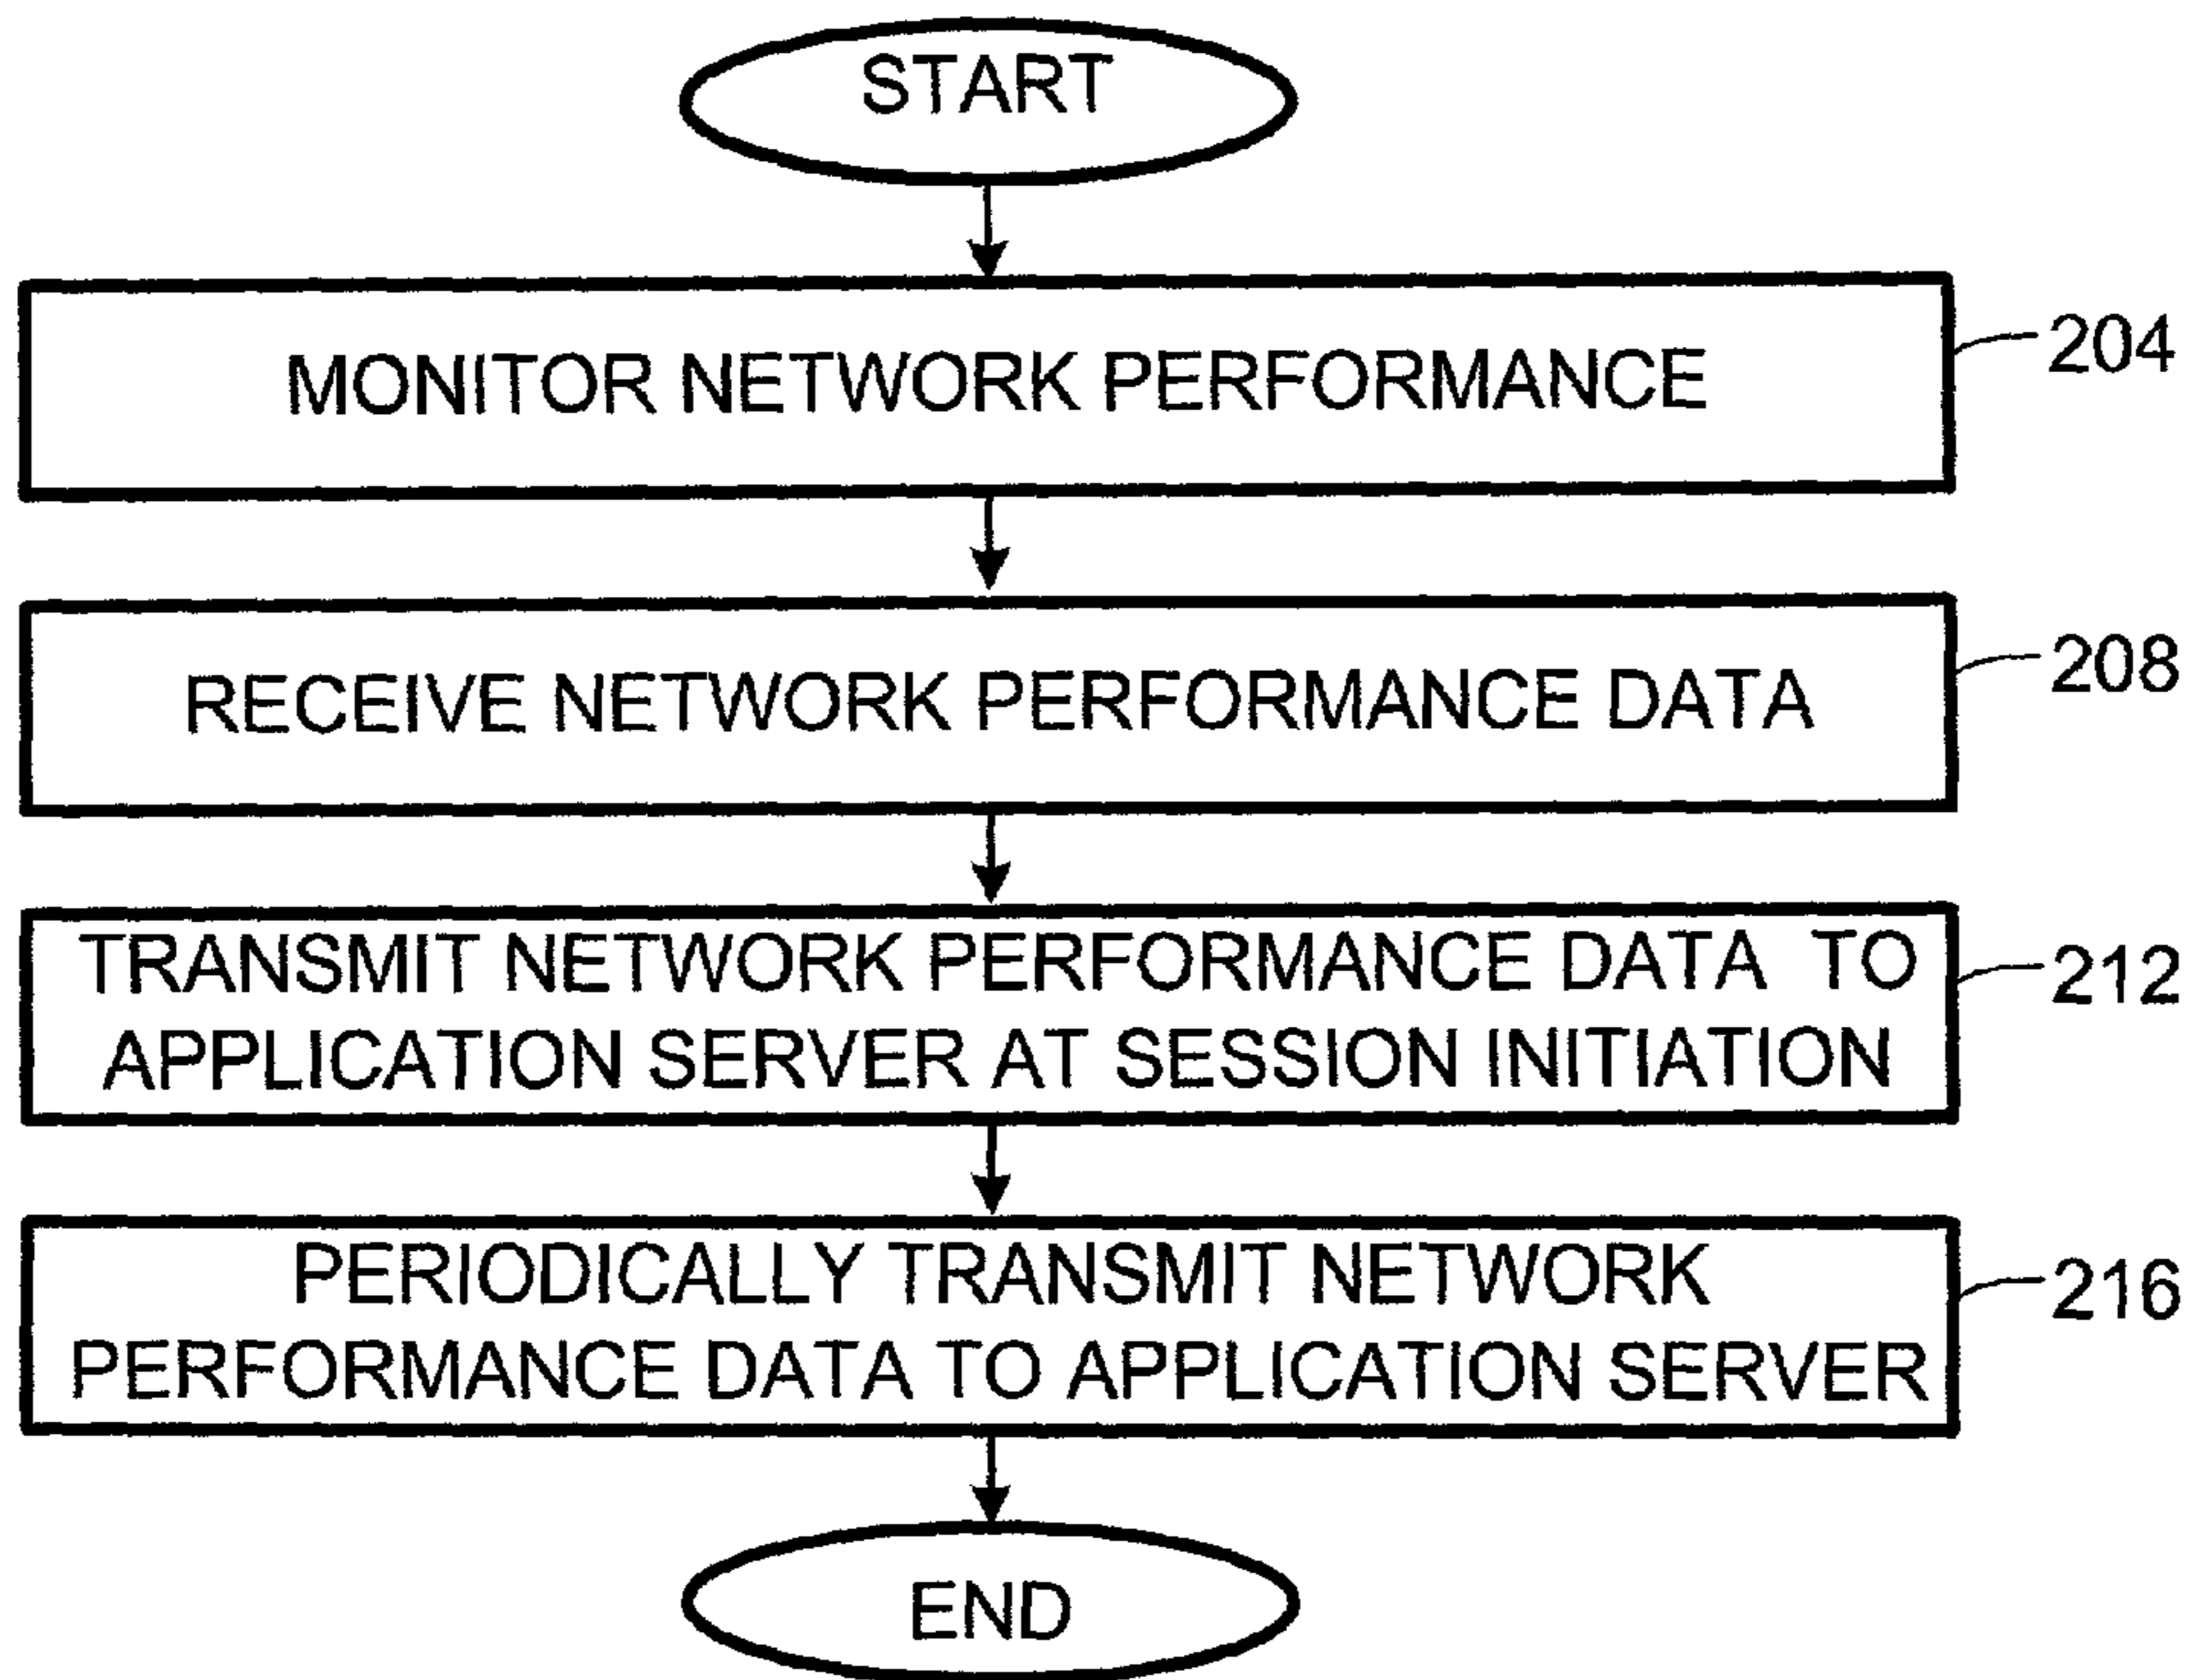 START
MONITOR NETWORK PERFORMANCE
204
RECEIVE NETWORK PERFORMANCE DATA
208
TRANSMIT NETWORK PERFORMANCE DATA TO
APPLICATION SERVER AT SESSION INITIATION
212
PERIODICALLY TRANSMIT NETWORK
PERFORMANCE DATA TO APPLICATION SERVER
216
END